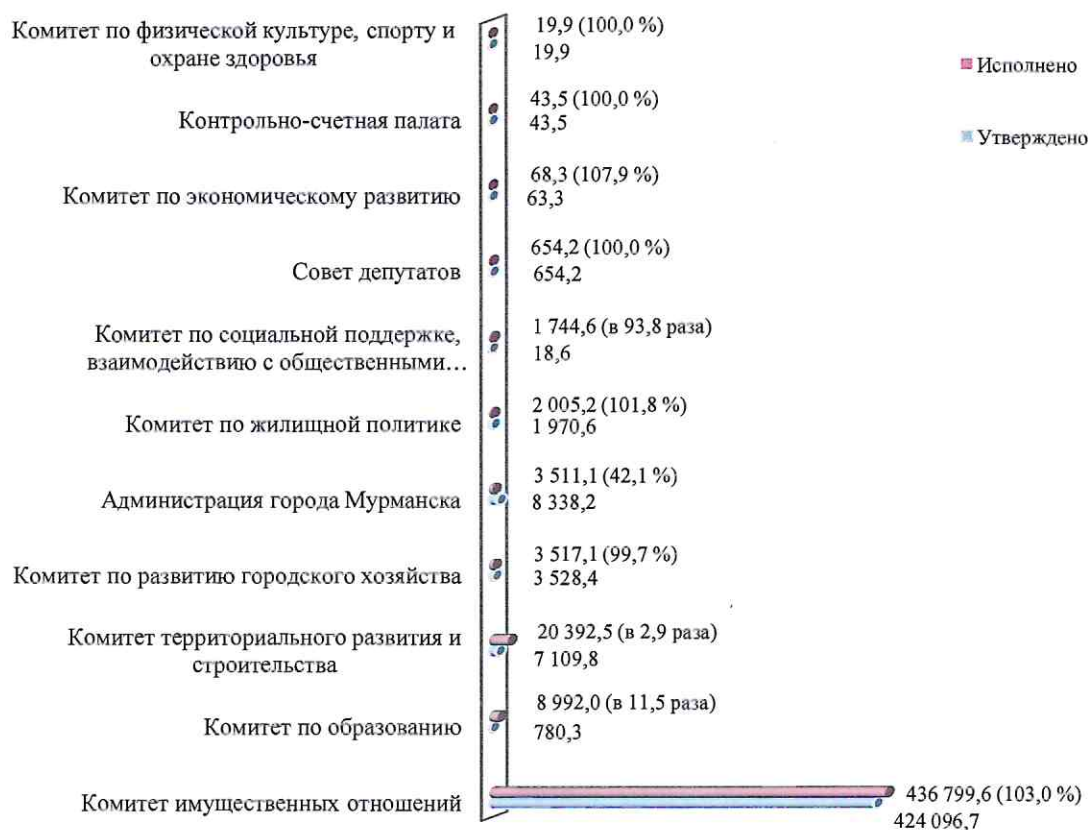 Комитет по физической культуре, спорту и
охране здоровья
19,9 (100,0 %)
19,9
Исполнено
Утверждено
Контрольно-счетная палата
43,5 (100,0 %)
43,5
Комитет по экономическому развитию
68,3 (107,9 %)
63,3
Совет депутатов
654,2 (100,0 %)
654,2
Комитет по социальной поддержке,
взаимодействию с общественными…
1 744,6 (в 93,8 раза)
18,6
Комитет по жилищной политике
2 005,2 (101,8 %)
1 970,6
Администрация города Мурманска
3 511,1 (42,1 %)
8 338,2
Комитет по развитию городского хозяйства
3 517,1 (99,7 %)
3 528,4
Комитет территориального развития и
строительства
20 392,5 (в 2,9 раза)
7 109,8
Комитет по образованию
8 992,0 (в 11,5 раза)
780,3
Комитет имущественных отношений
436 799,6 (103,0 %)
424 096,7